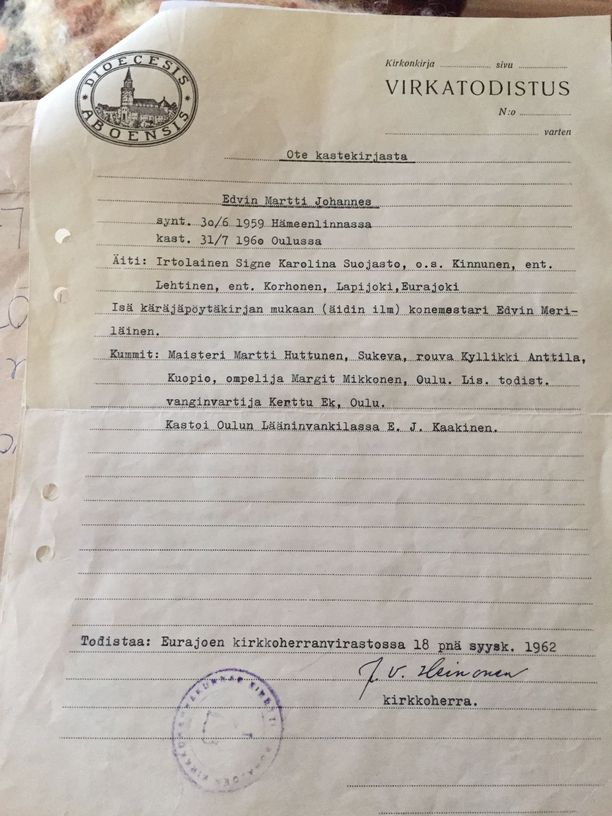 DIOECESIS ABOENSIS
Kirkonkirja sivu
VIRKATODISTUS
N:o
varten
Ote kastekirjasta
Edvin Martti Johannes
synt. 3o/6 1959 Hämeenlinnassa
kast. 31/7 196o Oulussa
Äiti: Irtolainen Signe Karolina Suojasto, o.s. Kinnunen, ent.
Lehtinen, ent. Korhonen, Lapijoki,Eurajoki
Isä käräjäpöytäkirjan mukaan (äidin ilm) konemestari Edvin Meri-
läinen.
Kummit: Maisteri Martti Huttunen, Sukeva, rouva Kyllikki Anttila,
Kuopio, ompelija Margit Mikkonen, Oulu. Lis. todist.
vanginvartija Kerttu Ek, Oulu.
Kastoi Oulun Lääninvankilassa E. J. Kaakinen.
Todistaa: Eurajoen kirkkoherranvirastossa 18 pnä syysk. 1962
J. V. Heinonen
kirkkoherra.